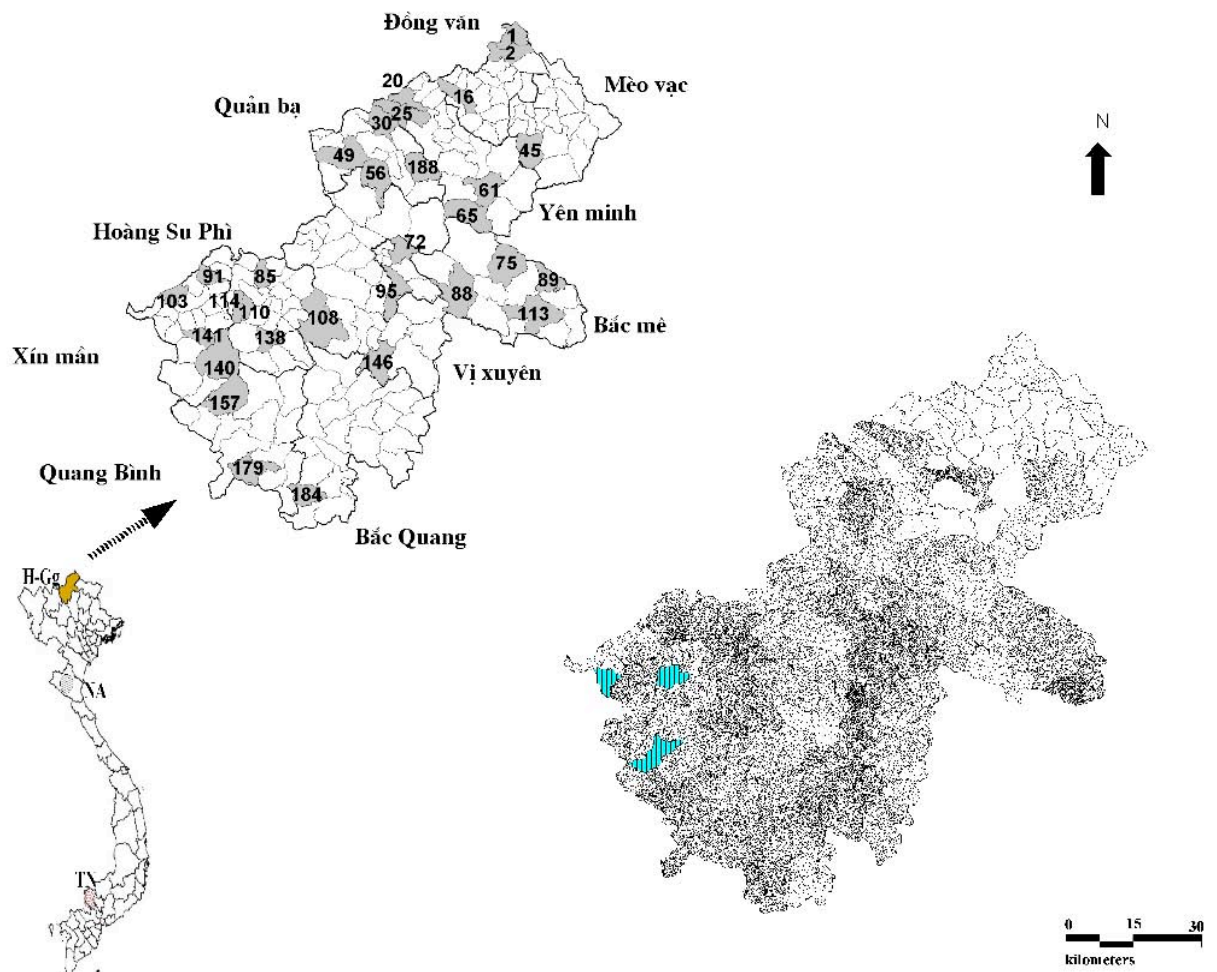 Đồng văn
1
2
Mèo vạc
20
16
Quản bạ
25
30
N
49
45
56
188
61
65
Yên minh
Hoàng Su Phì
72
91
85
75
89
103
114
95
88
110
108
113
Bắc mê
141
138
Xín mần
140
146
Vị xuyên
157
Quang Bình
179
184
Bắc Quang
H-Gg
NA
TN
0 15 30
kilometers